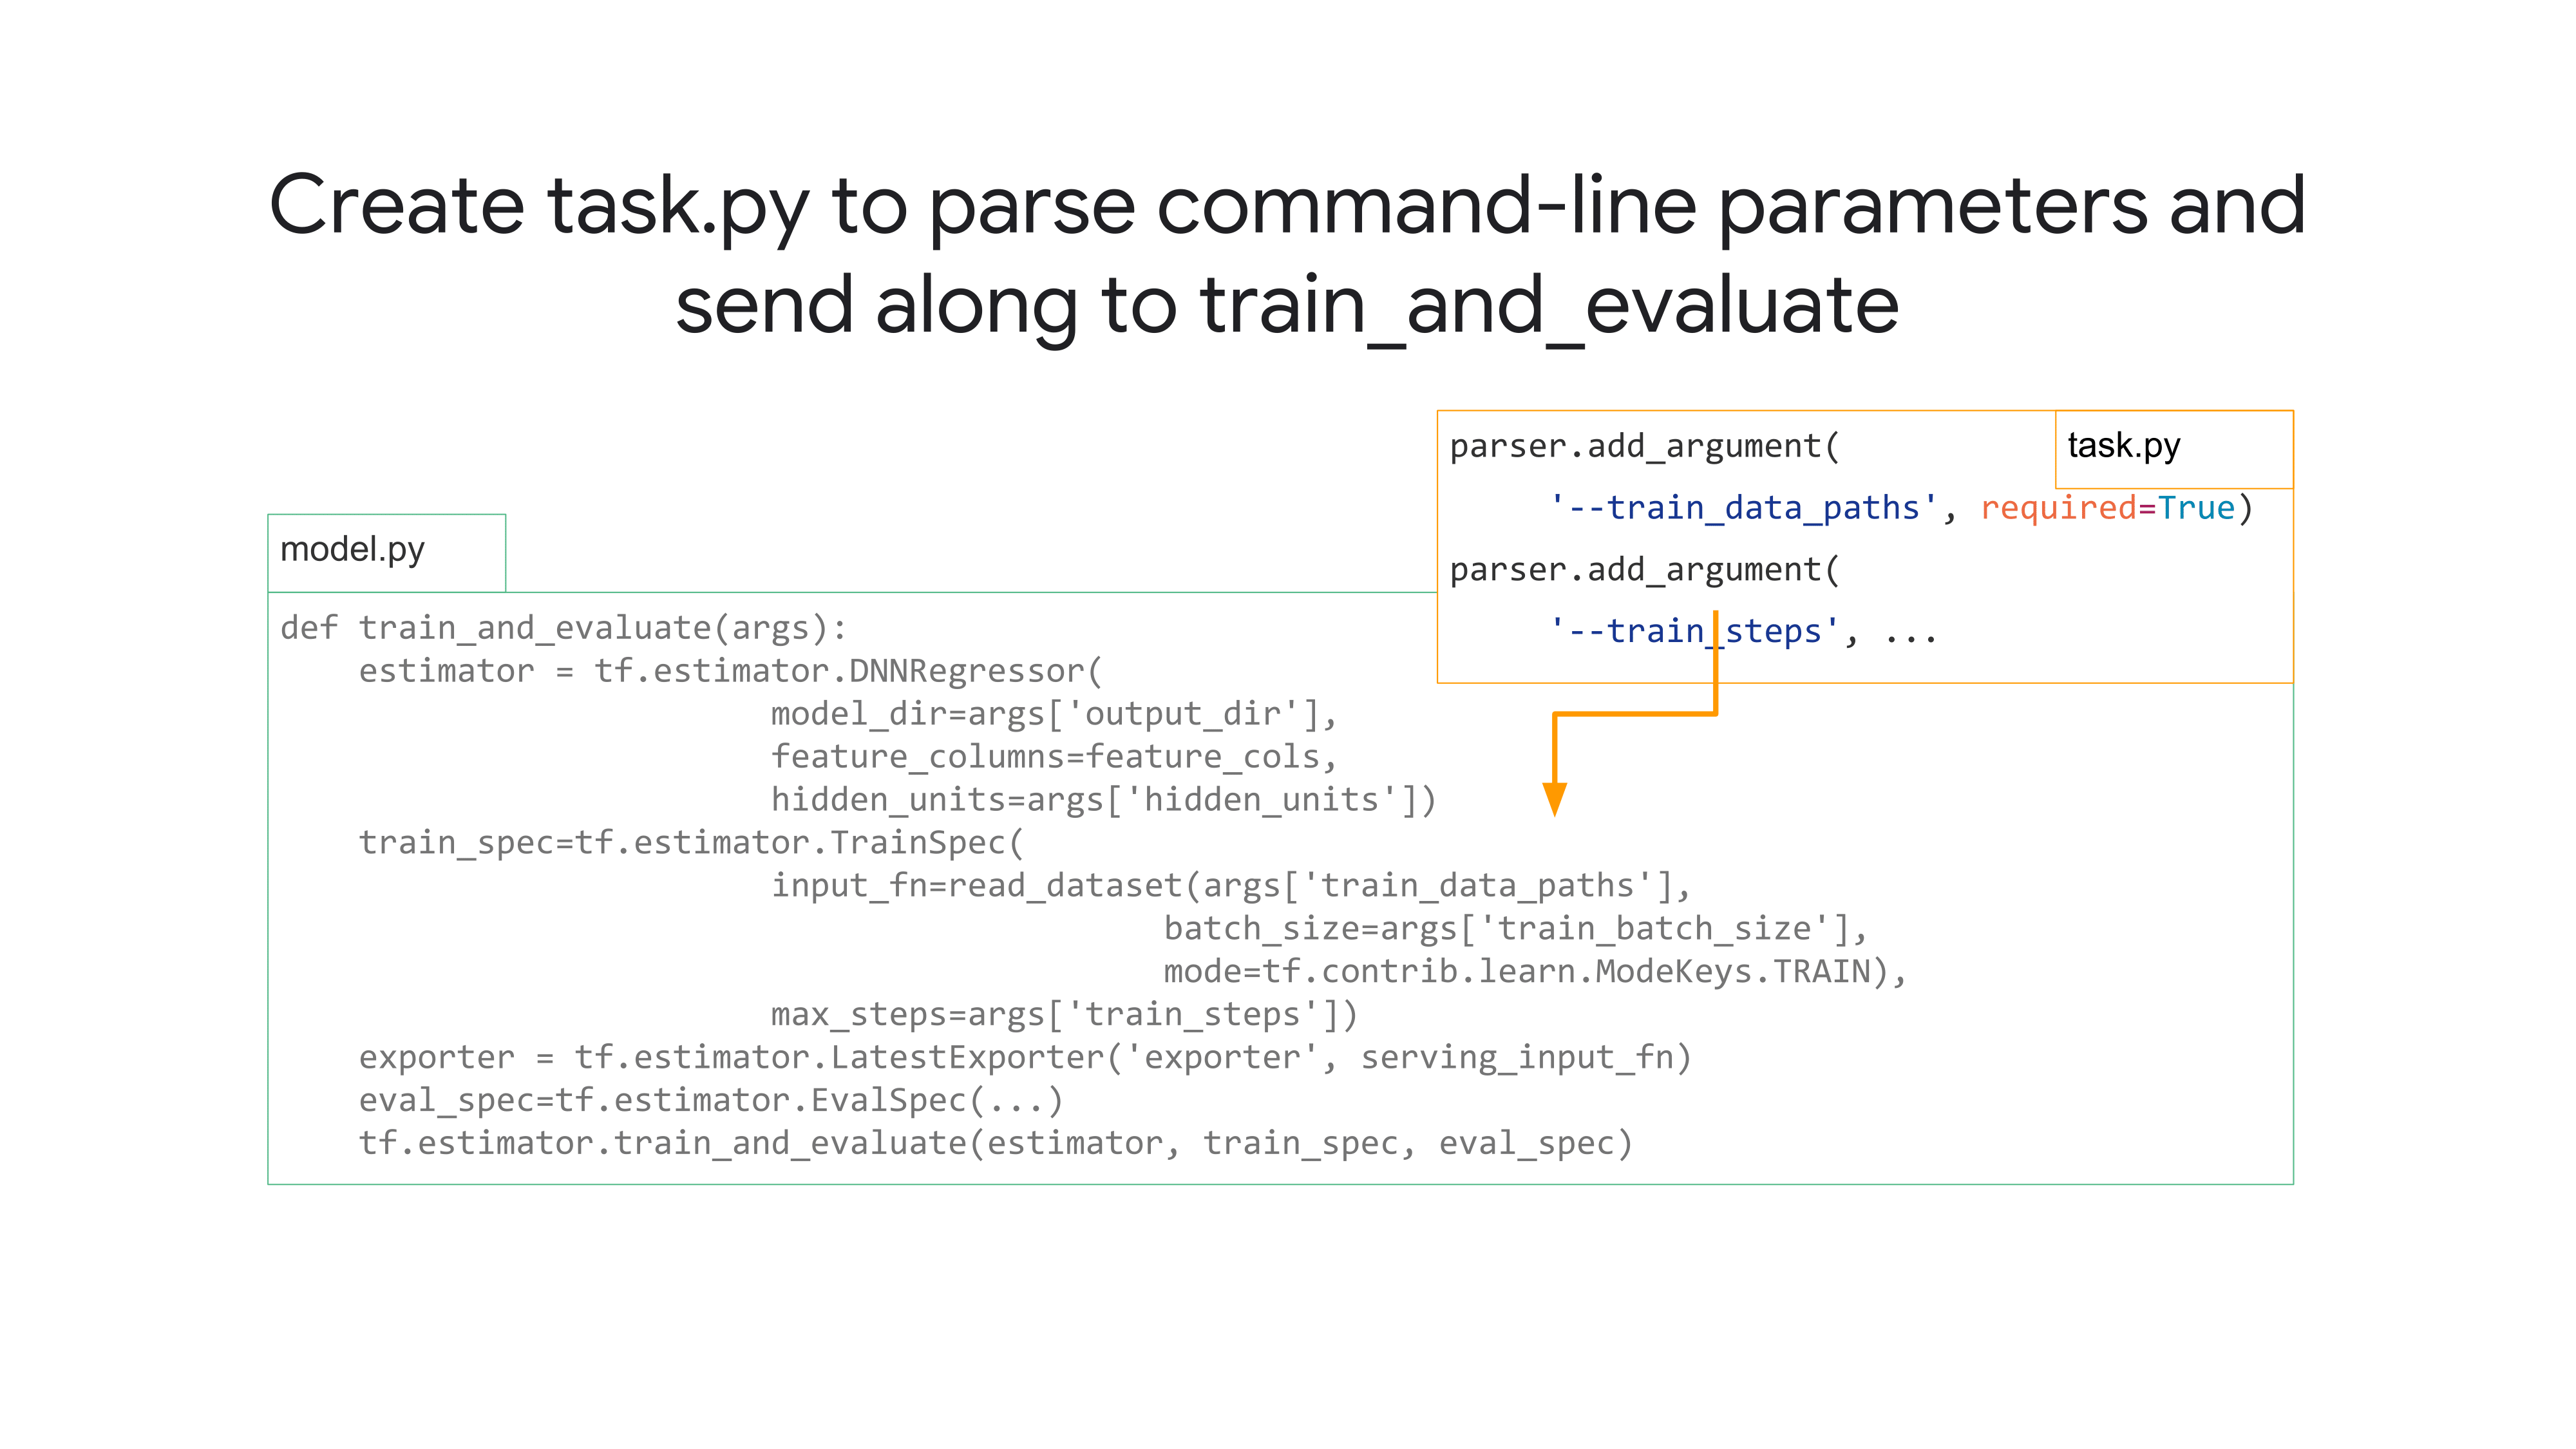 Create task.py to parse command-line parameters and
send along to train_and_evaluate
task.py
parser.add_argument(
'--train_data_paths', required=True)
parser.add_argument(
'--train_steps', ...
model.py
def train_and_evaluate(args):
estimator = tf.estimator.DNNRegressor(
model_dir=args['output_dir'],
feature_columns=feature_cols,
hidden_units=args['hidden_units'])
train_spec=tf.estimator.TrainSpec(
input_fn=read_dataset(args['train_data_paths'],
batch_size=args['train_batch_size'],
mode=tf.contrib.learn.ModeKeys.TRAIN),
max_steps=args['train_steps'])
exporter = tf.estimator.LatestExporter('exporter', serving_input_fn)
eval_spec=tf.estimator.EvalSpec(...)
tf.estimator.train_and_evaluate(estimator, train_spec, eval_spec)